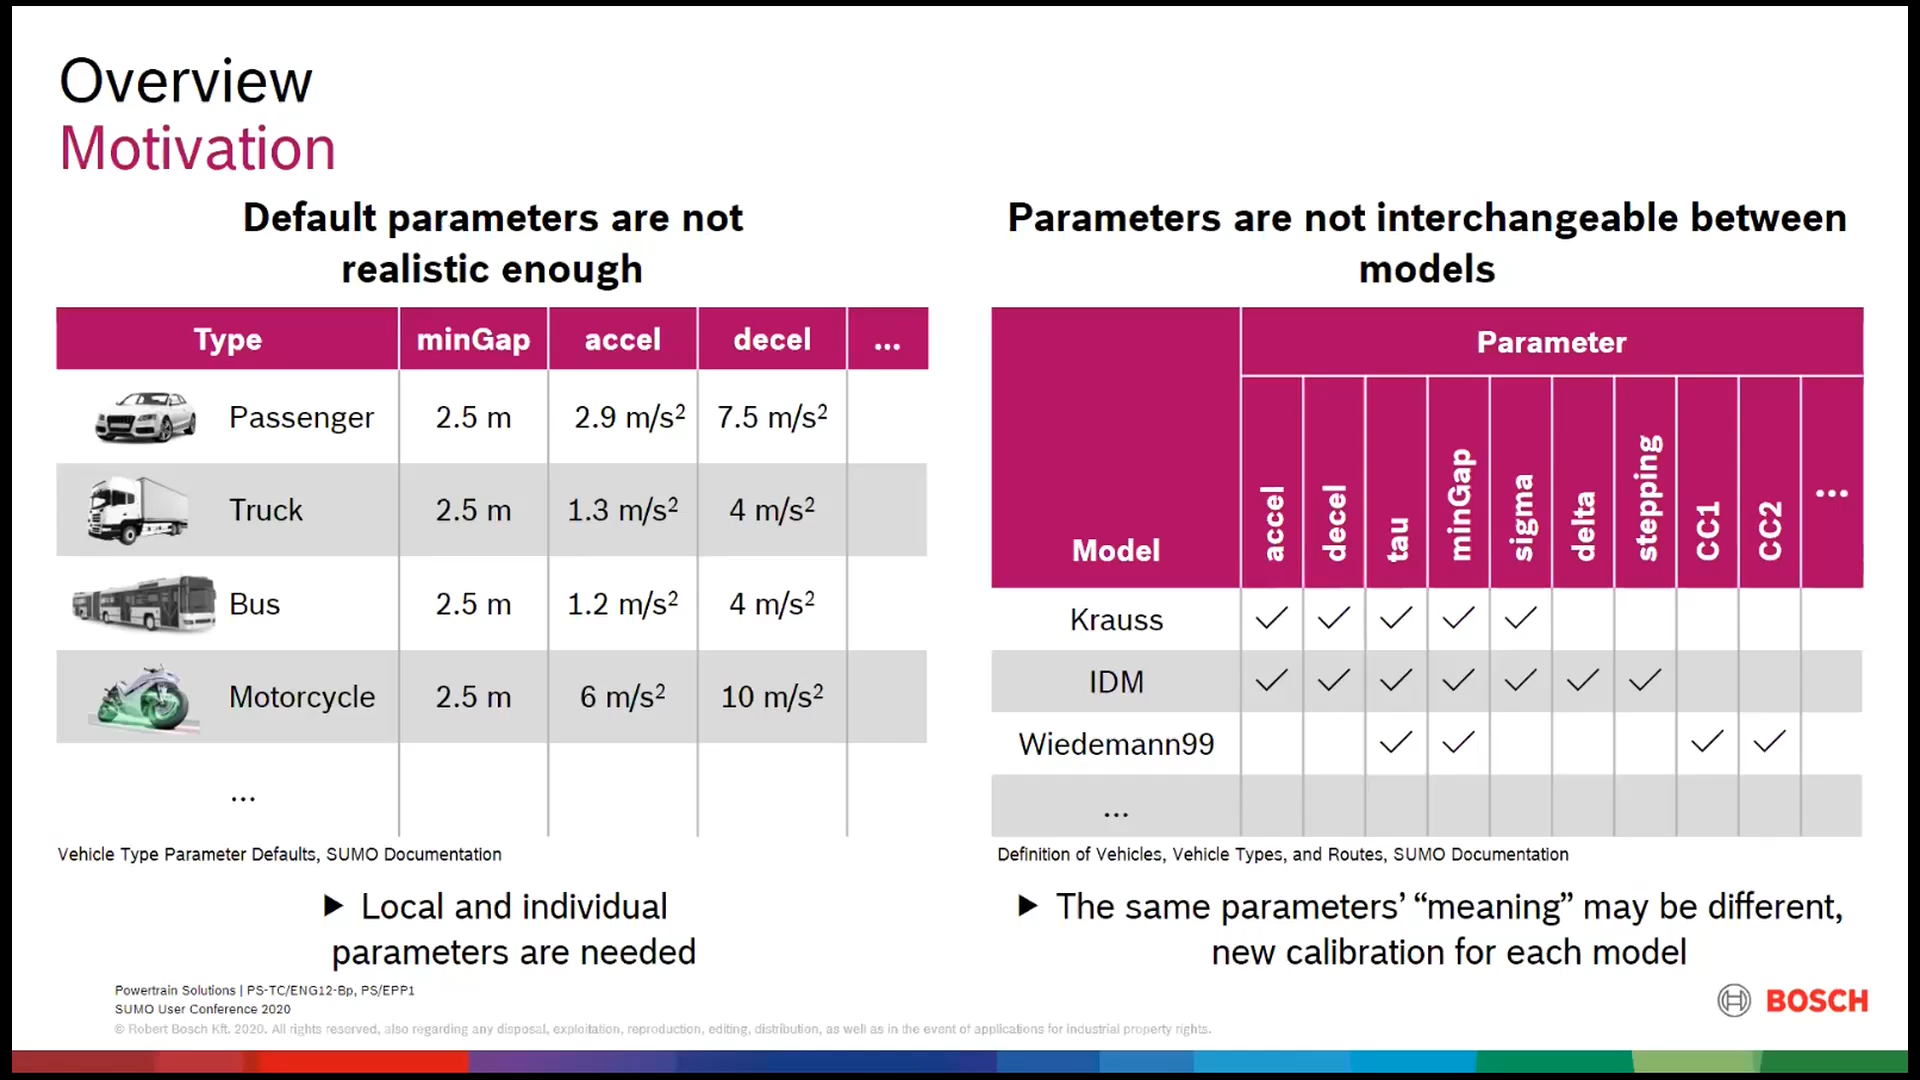 Overview
Motivation
Default parameters are not
realistic enough
Type minGap accel decel ...
Passenger 2.5 m 2.9 m/s² 7.5 m/s²
Truck 2.5 m 1.3 m/s² 4 m/s²
Bus 2.5 m 1.2 m/s² 4 m/s²
Motorcycle 2.5 m 6 m/s² 10 m/s²
...
Vehicle Type Parameter Defaults, SUMO Documentation
► Local and individual
parameters are needed
Parameters are not interchangeable between
models
Parameter
Model accel decel tau minGap sigma delta stepping CC1 CC2 ...
Krauss ✓ ✓ ✓ ✓ ✓
IDM ✓ ✓ ✓ ✓ ✓ ✓ ✓
Wiedemann99 ✓ ✓ ✓ ✓
...
Definition of Vehicles, Vehicle Types, and Routes, SUMO Documentation
► The same parameters’ “meaning” may be different,
new calibration for each model
Powertrain Solutions | PS-TC/ENG12-Bp, PS/EPP1
SUMO User Conference 2020
© Robert Bosch Kft. 2020. All rights reserved, also regarding any disposal, exploitation, reproduction, editing, distribution, as well as in the event of applications for industrial property rights.
BOSCH